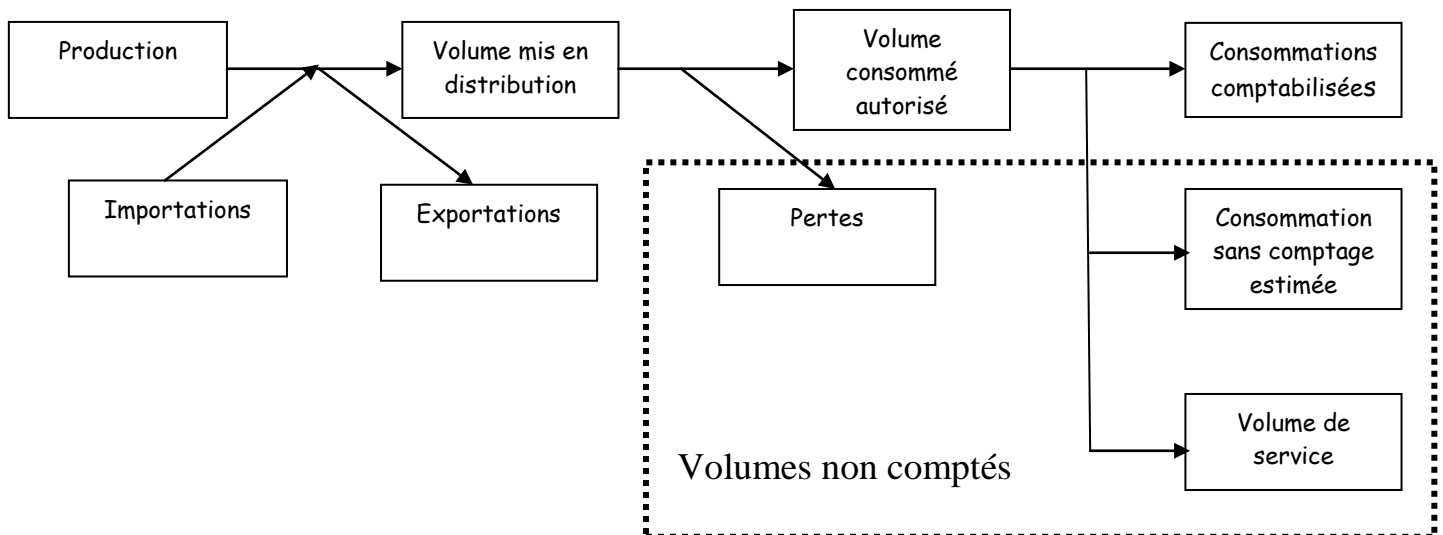 Production
Volume mis en
distribution
Volume
consommé
autorisé
Consommations
comptabilisées
Importations
Exportations
Pertes
Consommation
sans comptage
estimée
Volume de
service
Volumes non comptés